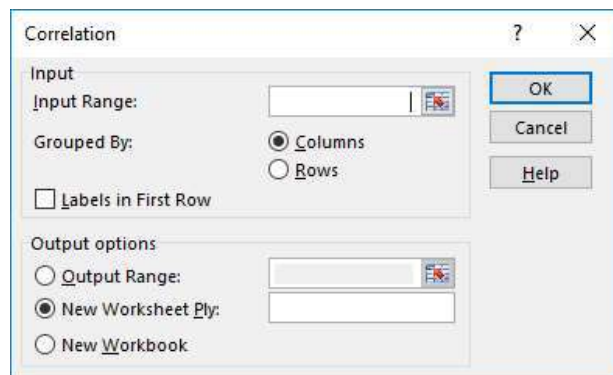 Correlation ? X
Input
Input Range:
OK
Grouped By:
Columns
Cancel
Rows
Help
Labels in First Row
Output options
Output Range:
New Worksheet Ply:
New Workbook